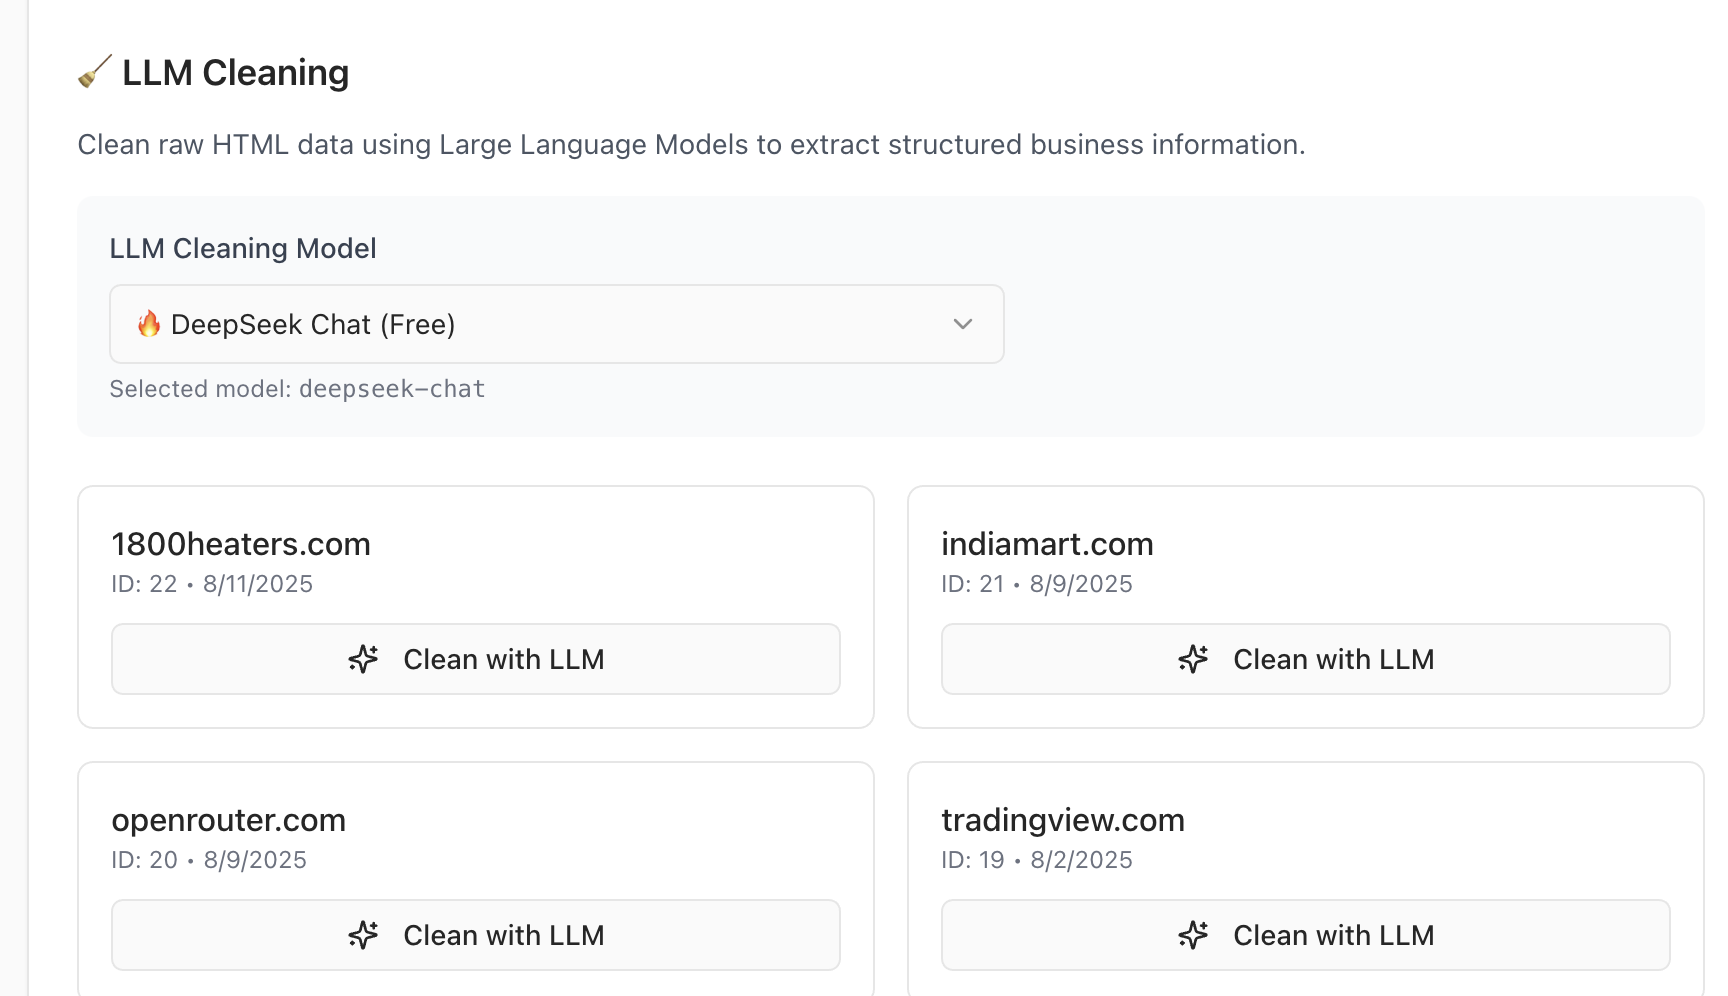 🧹 LLM Cleaning
Clean raw HTML data using Large Language Models to extract structured business information.
LLM Cleaning Model
🔥 DeepSeek Chat (Free)
Selected model: deepseek-chat
1800heaters.com
ID: 22 • 8/11/2025
Clean with LLM
indiamart.com
ID: 21 • 8/9/2025
Clean with LLM
openrouter.com
ID: 20 • 8/9/2025
Clean with LLM
tradingview.com
ID: 19 • 8/2/2025
Clean with LLM